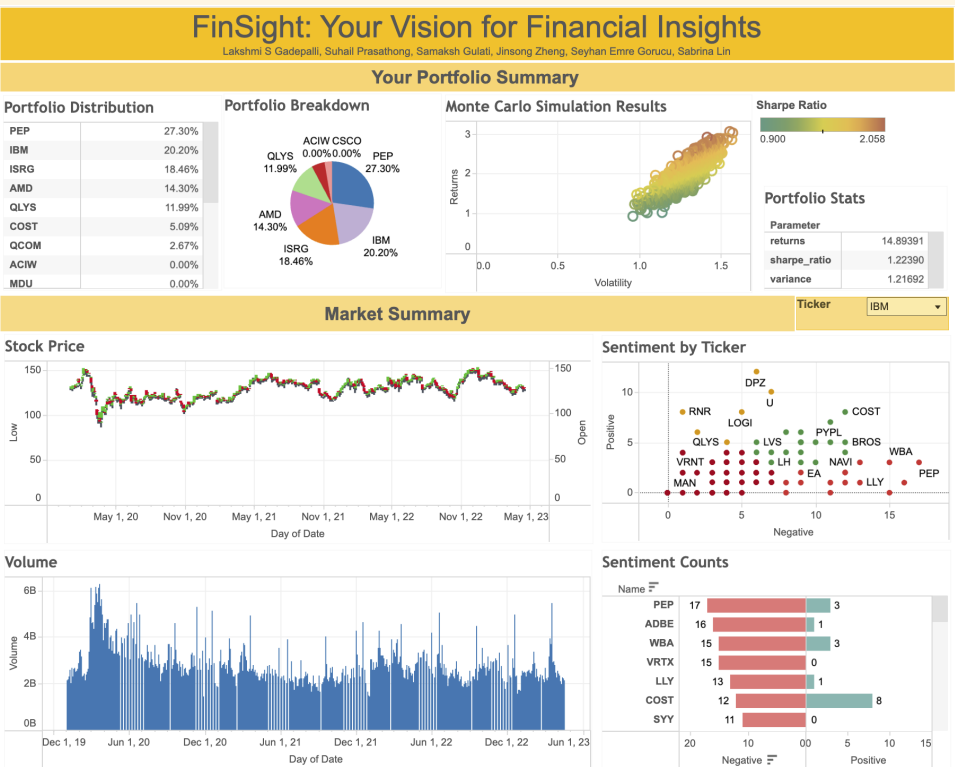 FinSight: Your Vision for Financial Insights
Lakshmi S Gadepalli, Suhail Prasathong, Samaksh Gulati, Jinsong Zheng, Seyhan Emre Gorucu, Sabrina Lin
Your Portfolio Summary
Portfolio Distribution
PEP 27.30%
IBM 20.20%
ISRG 18.46%
AMD 14.30%
QLYS 11.99%
COST 5.09%
QCOM 2.67%
ACIW 0.00%
MDU 0.00%
Portfolio Breakdown
ACIW CSCO
0.00% 0.00%
QLYS
11.99%
PEP
27.30%
AMD
14.30%
ISRG
18.46%
IBM
20.20%
Monte Carlo Simulation Results
Returns
3
2
1
0
0.0 0.5 1.0 1.5
Volatility
Sharpe Ratio
0.900 2.058
Portfolio Stats
Parameter
returns 14.89391
sharpe_ratio 1.22390
variance 1.21692
Market Summary
Ticker
IBM
Stock Price
Low
150
100
50
0
150
100
50
0
Open
May 1, 20 Nov 1, 20 May 1, 21 Nov 1, 21 May 1, 22 Nov 1, 22 May 1, 23
Day of Date
Sentiment by Ticker
Positive
10
5
0
DPZ
U
RNR
COST
LOGI
PYPL
QLYS
LVS
BROS
WBA
VRNT
LH
NAVI
EA
PEP
MAN
LLY
0 5 10 15
Negative
Volume
Volume
6B
4B
2B
0B
Dec 1, 19 Jun 1, 20 Dec 1, 20 Jun 1, 21 Dec 1, 21 Jun 1, 22 Dec 1, 22 Jun 1, 23
Day of Date
Sentiment Counts
Name
PEP 17 3
ADBE 16 1
WBA 15 3
VRTX 15 0
LLY 13 1
COST 12 8
SYY 11 0
20 10 0 0 5 10 15
Negative Positive